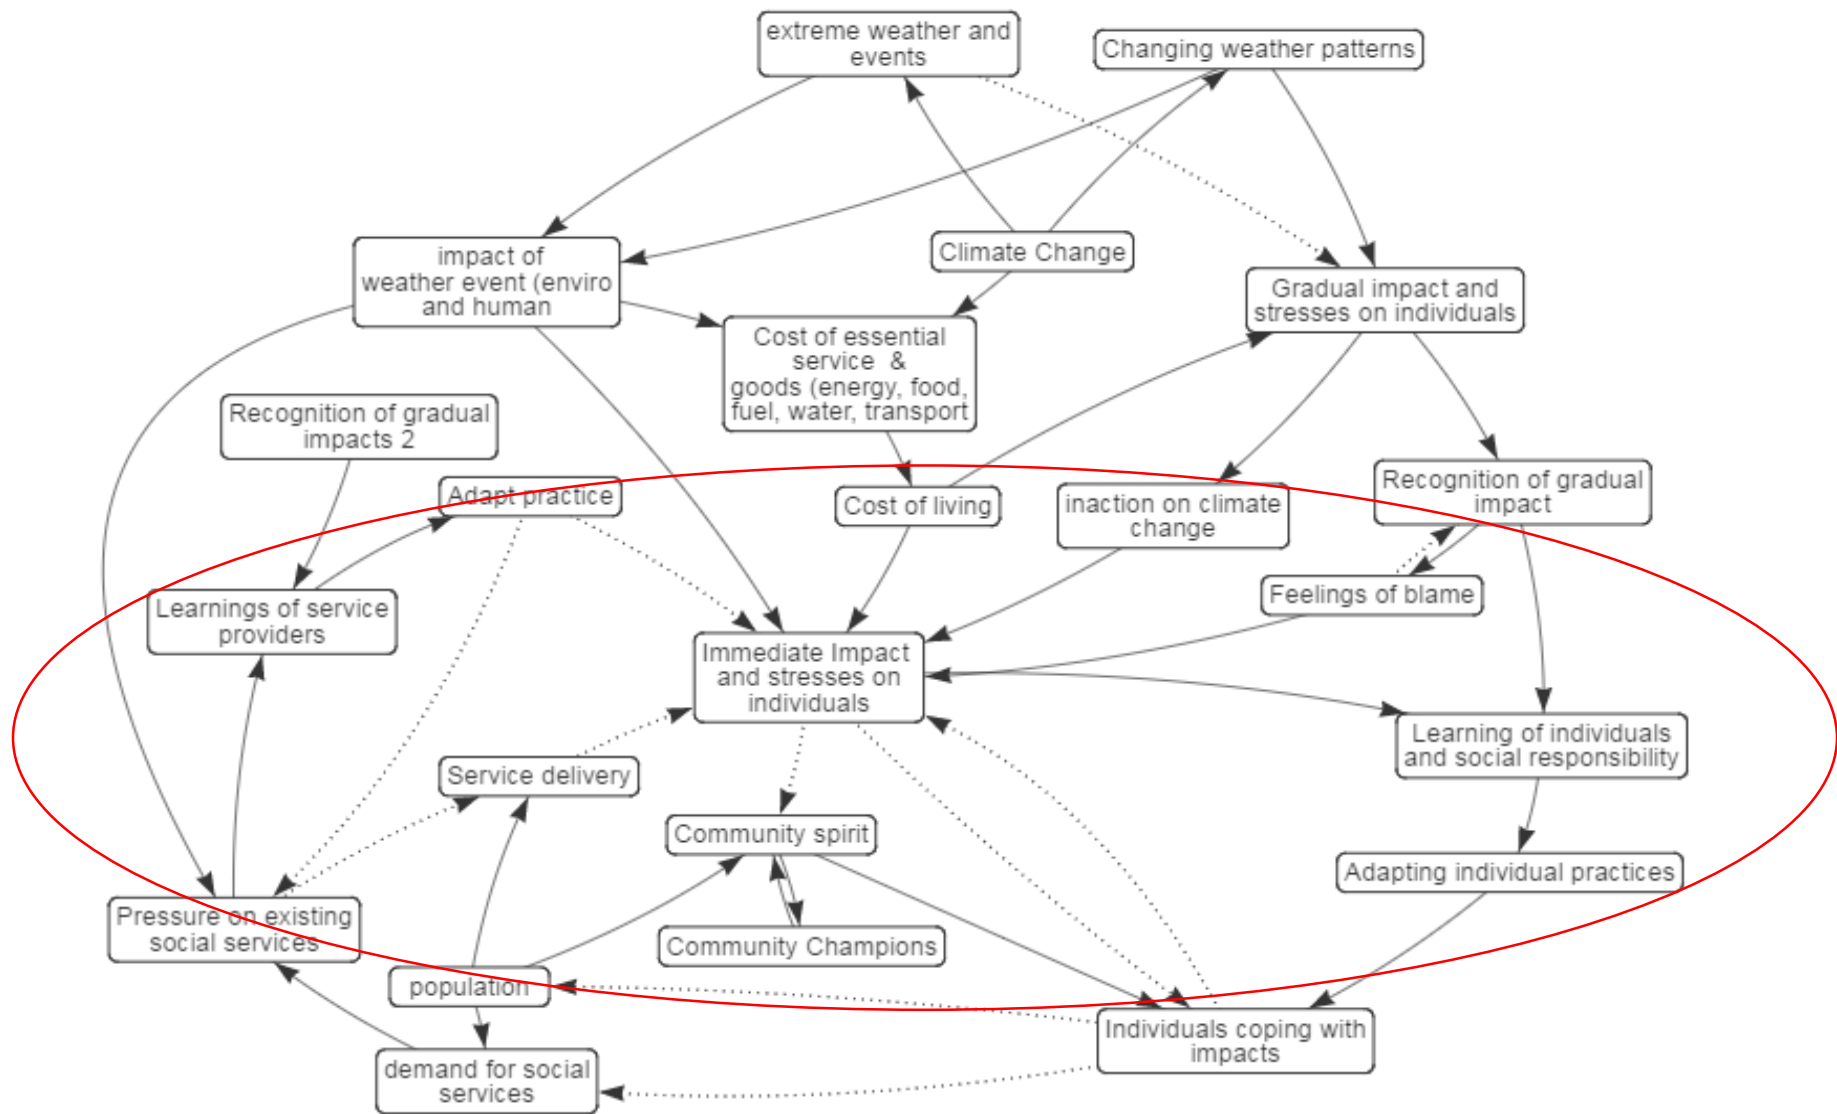 extreme weather and
events
Changing weather patterns
impact of
weather event (enviro
and human
Climate Change
Gradual impact and
stresses on individuals
Cost of essential
service &
goods (energy, food,
fuel, water, transport
Recognition of gradual
impacts 2
Adapt practice
Cost of living
inaction on climate
change
Recognition of gradual
impact
Learnings of service
providers
Feelings of blame
Immediate Impact
and stresses on
individuals
Learning of individuals
and social responsibility
Service delivery
Community spirit
Adapting individual practices
Pressure on existing
social services
Community Champions
population
Individuals coping with
impacts
demand for social
services